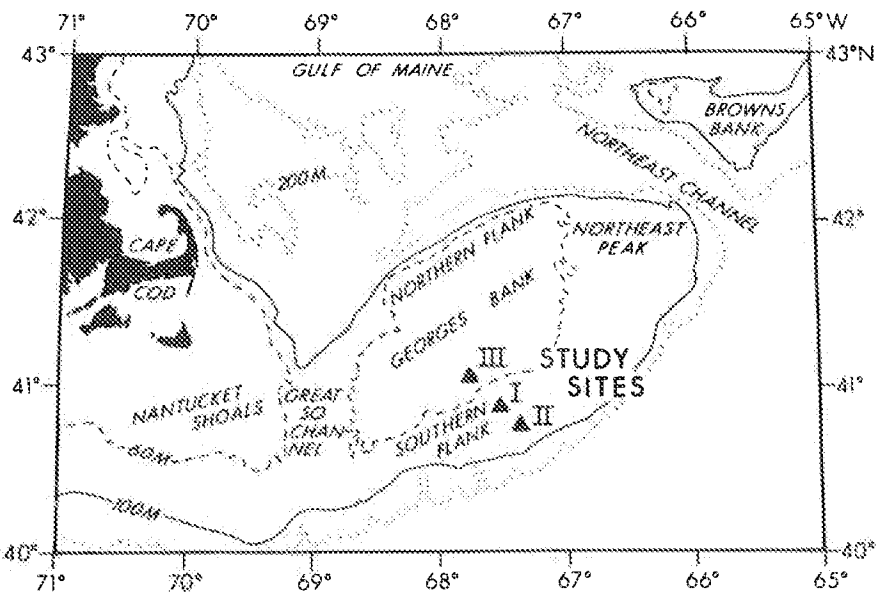 71° 70° 69° 68° 67° 66° 65° W
43° 43° N
GULF OF MAINE
BROWNS
BANK
NORTHEAST CHANNEL
200M
42° 42°
CAPE
COD
NORTHERN FLANK
NORTHEAST
PEAK
GEORGES BANK
III
STUDY
SITES
I
II
41° 41°
NANTUCKET
SHOALS
GREAT
SO
CHAN-
NEL
SOUTHERN
FLANK
60M
100M
40° 40°
71° 70° 69° 68° 67° 66° 65°